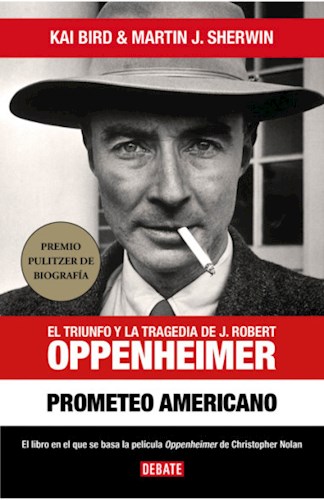 KAI BIRD & MARTIN J. SHERWIN
PREMIO
PULITZER DE
BIOGRAFÍA
EL TRIUNFO Y LA TRAGEDIA DE J. ROBERT
OPPENHEIMER
PROMETEO AMERICANO
El libro en el que se basa la película Oppenheimer de Christopher Nolan
DEBATE